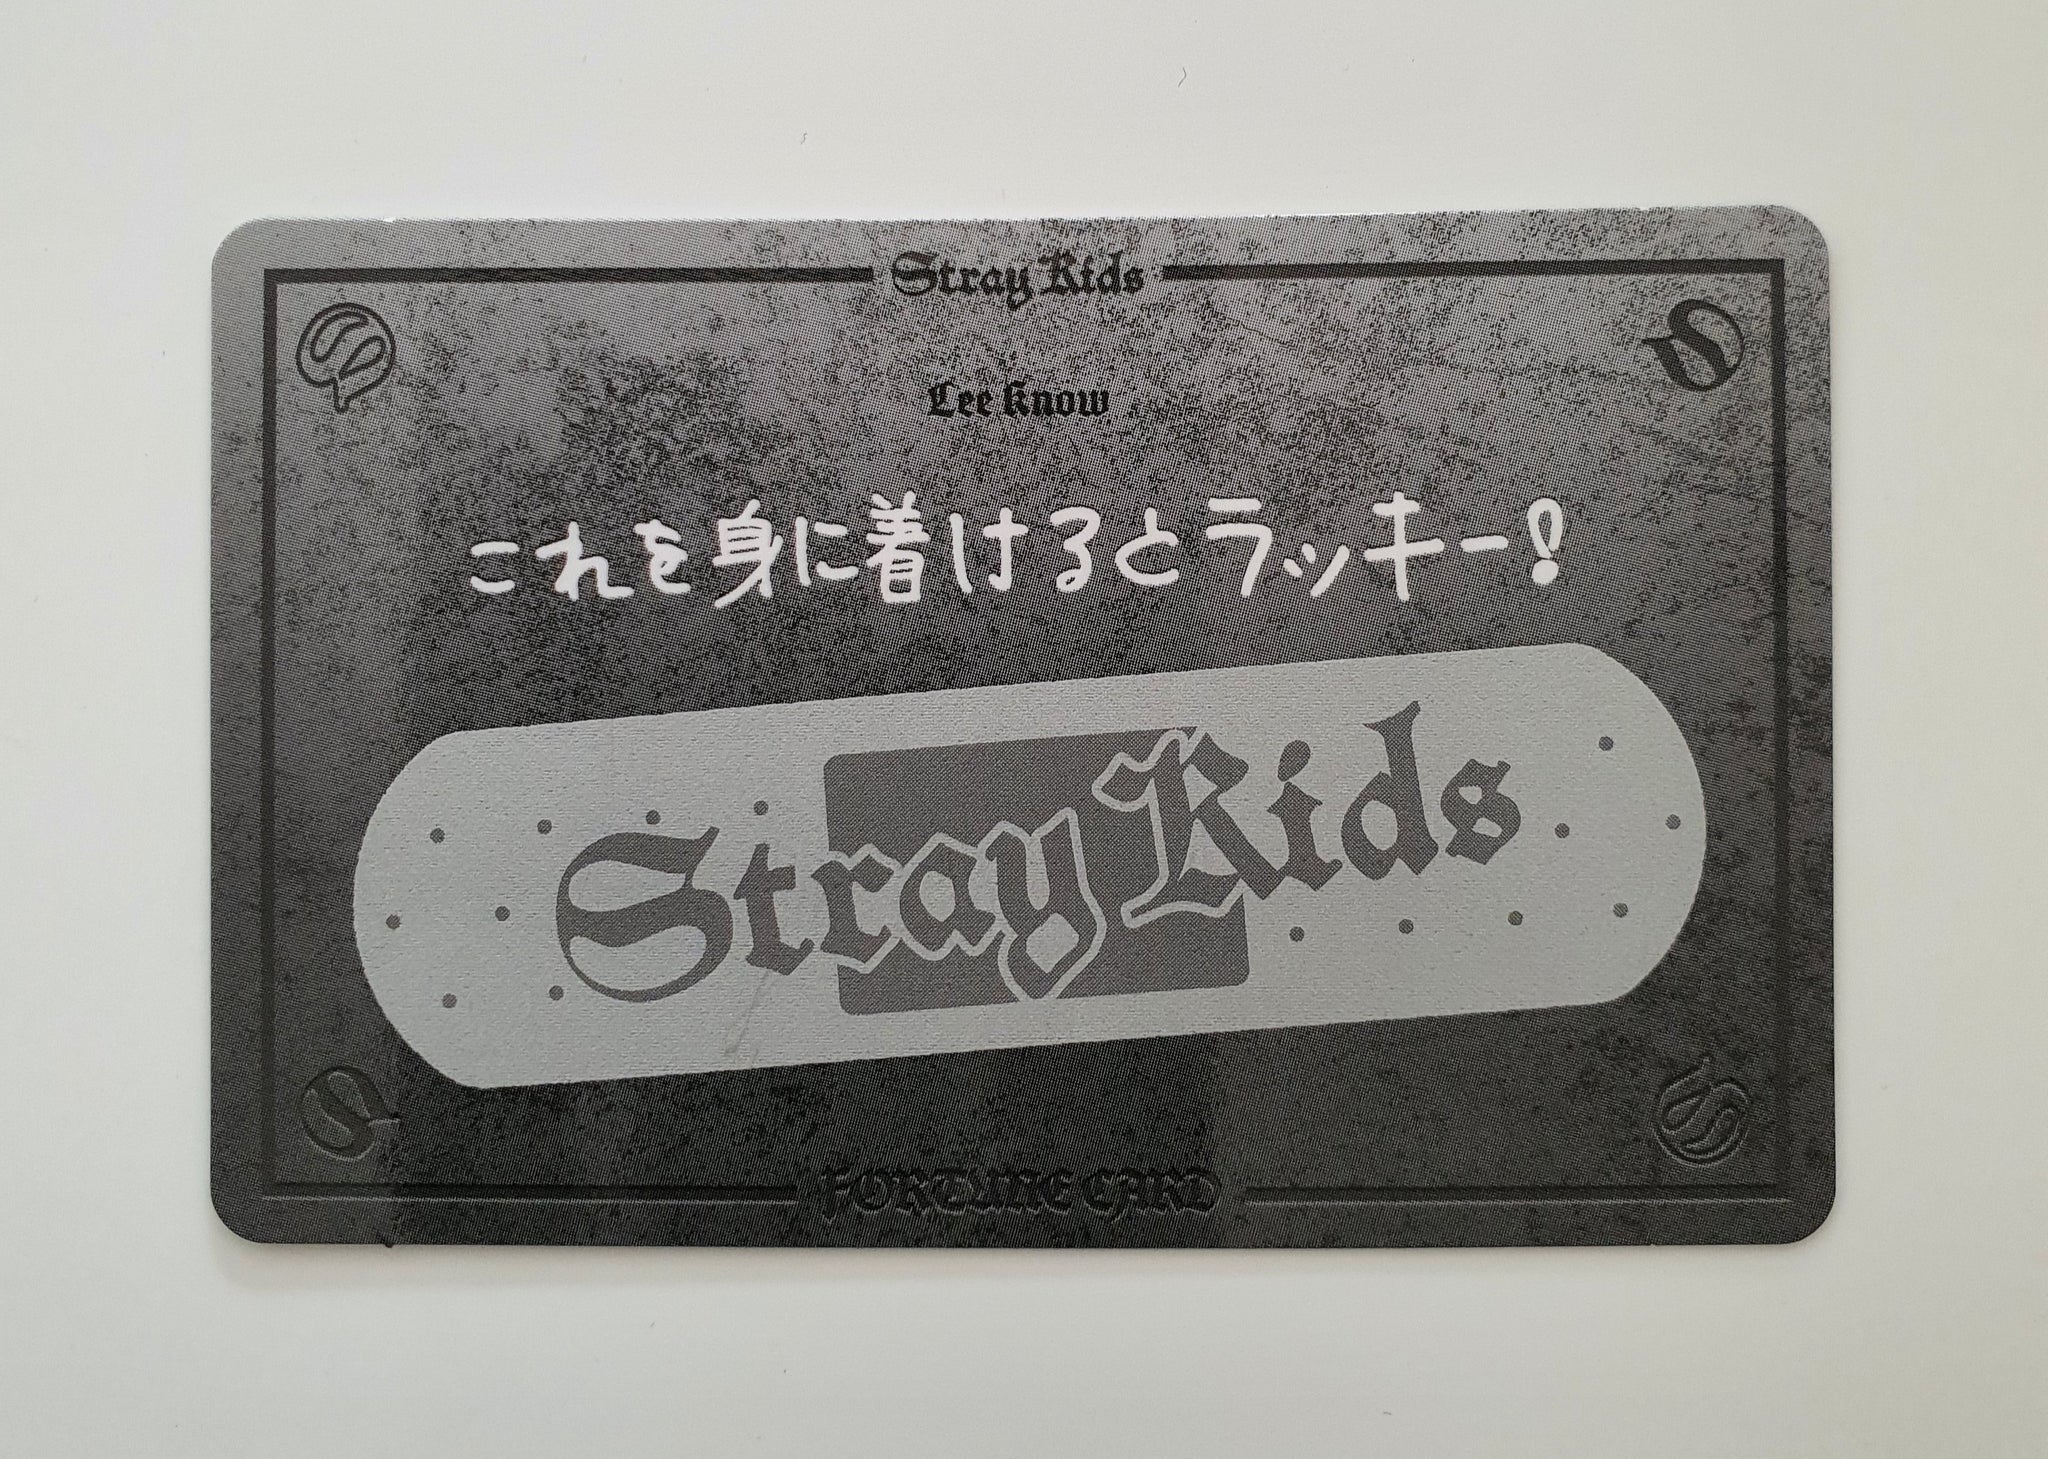 Stray Kids
Lee Know
これを身に着けるとラッキー!
Stray Kids
FORTUNE CARD